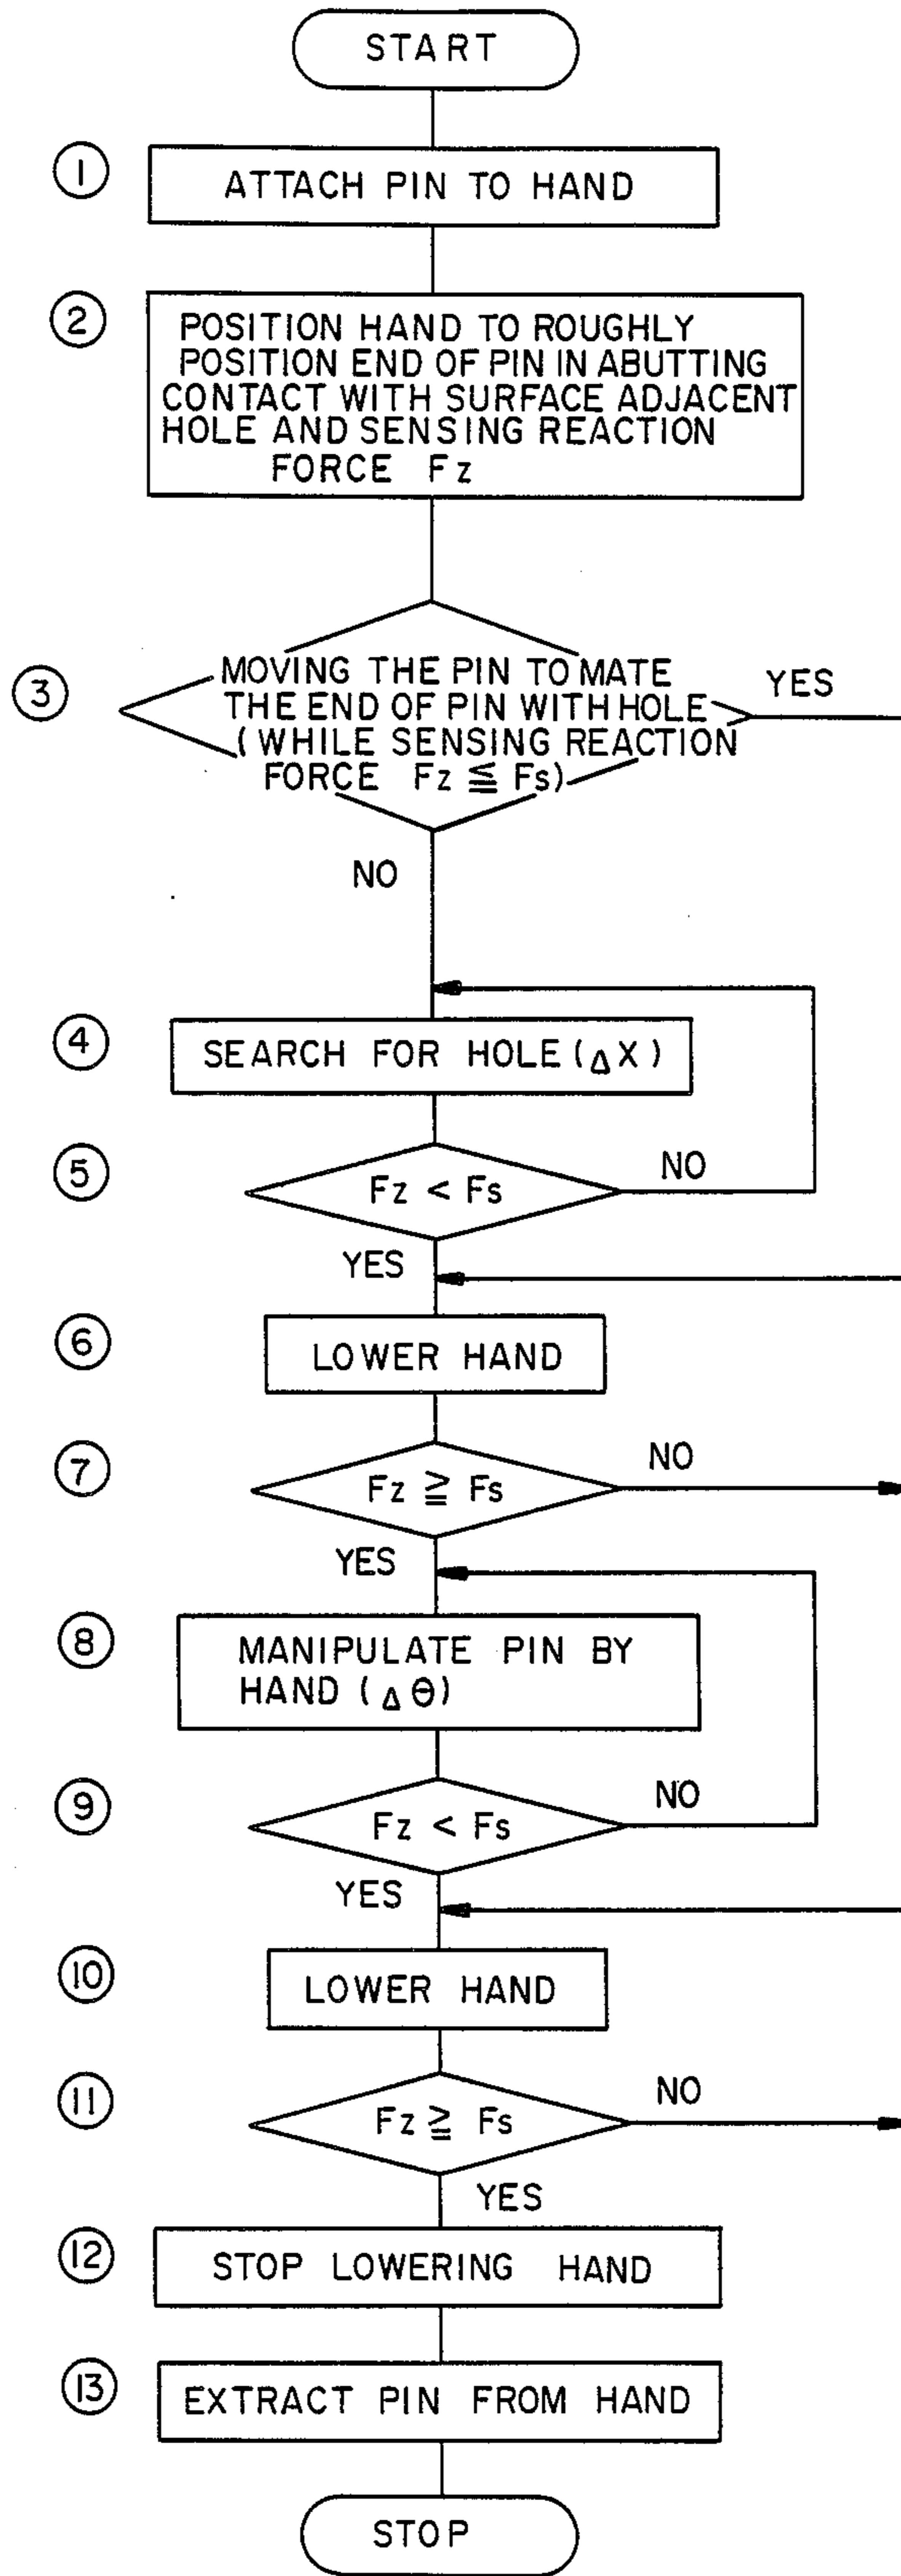 START
1
ATTACH PIN TO HAND
2
POSITION HAND TO ROUGHLY
POSITION END OF PIN IN ABUTTING
CONTACT WITH SURFACE ADJACENT
HOLE AND SENSING REACTION
FORCE Fz
3
MOVING THE PIN TO MATE
THE END OF PIN WITH HOLE
(WHILE SENSING REACTION
FORCE Fz ≦ Fs)
YES
NO
4
SEARCH FOR HOLE (ΔX)
5
Fz < Fs
NO
YES
6
LOWER HAND
7
Fz ≧ Fs
NO
YES
8
MANIPULATE PIN BY
HAND (ΔΘ)
9
Fz < Fs
NO
YES
10
LOWER HAND
11
Fz ≧ Fs
NO
YES
12
STOP LOWERING HAND
13
EXTRACT PIN FROM HAND
STOP